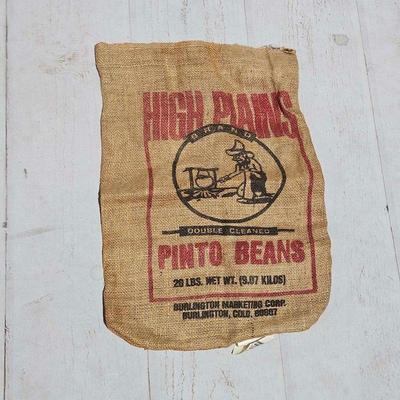 HIGH PLAINS
BRAND
DOUBLE CLEANED
PINTO BEANS
20 LBS. NET WT. (9.07 KILOS)
BURLINGTON MARKETING CORP.
BURLINGTON, COLO. 80807